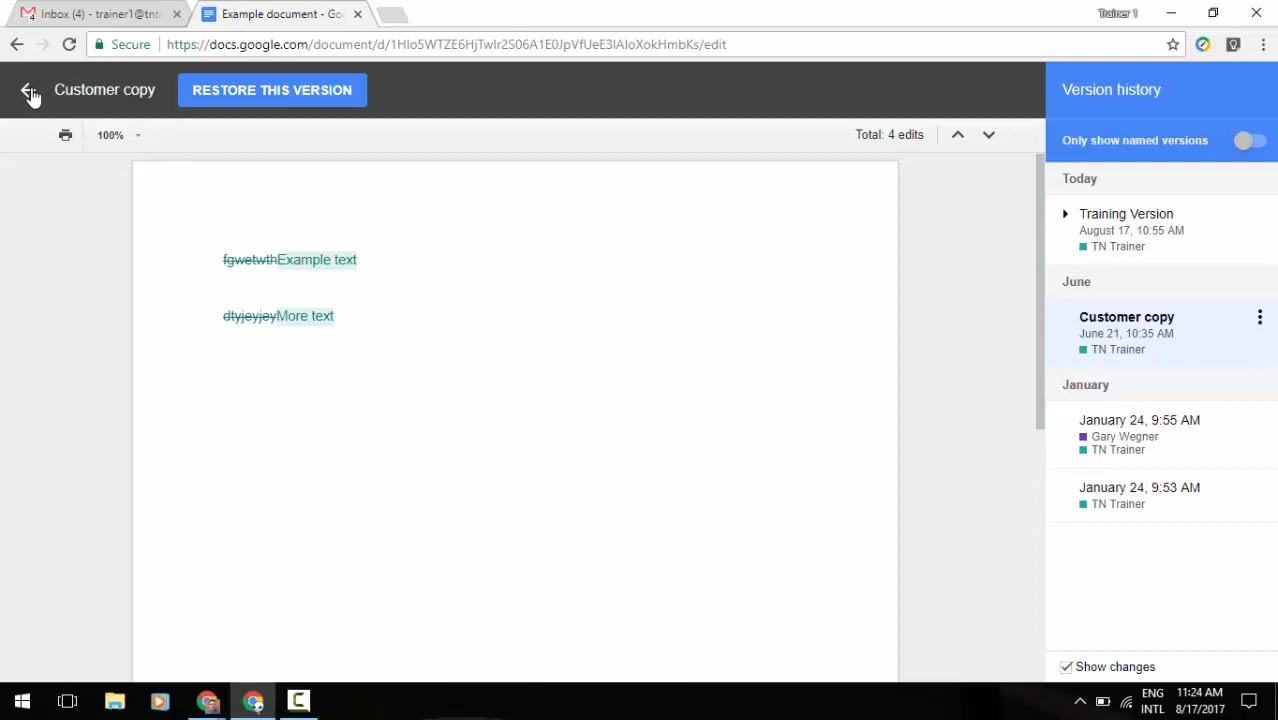 Inbox (4) - trainer1@tntr
Example document - Goo
Trainer 1
Secure
https://docs.google.com/document/d/1HIo5WTZE6HjTwIr2S06A1E0JpVfUeE3IAIoXokHmbKs/edit
Customer copy
RESTORE THIS VERSION
Version history
100%
Total: 4 edits
Only show named versions
Today
Training Version
August 17, 10:55 AM
TN Trainer
fgwetwthExample text
June
dtyjeyjeyMore text
Customer copy
June 21, 10:35 AM
TN Trainer
January
January 24, 9:55 AM
Gary Wegner
TN Trainer
January 24, 9:53 AM
TN Trainer
Show changes
ENG
11:24 AM
INTL
8/17/2017